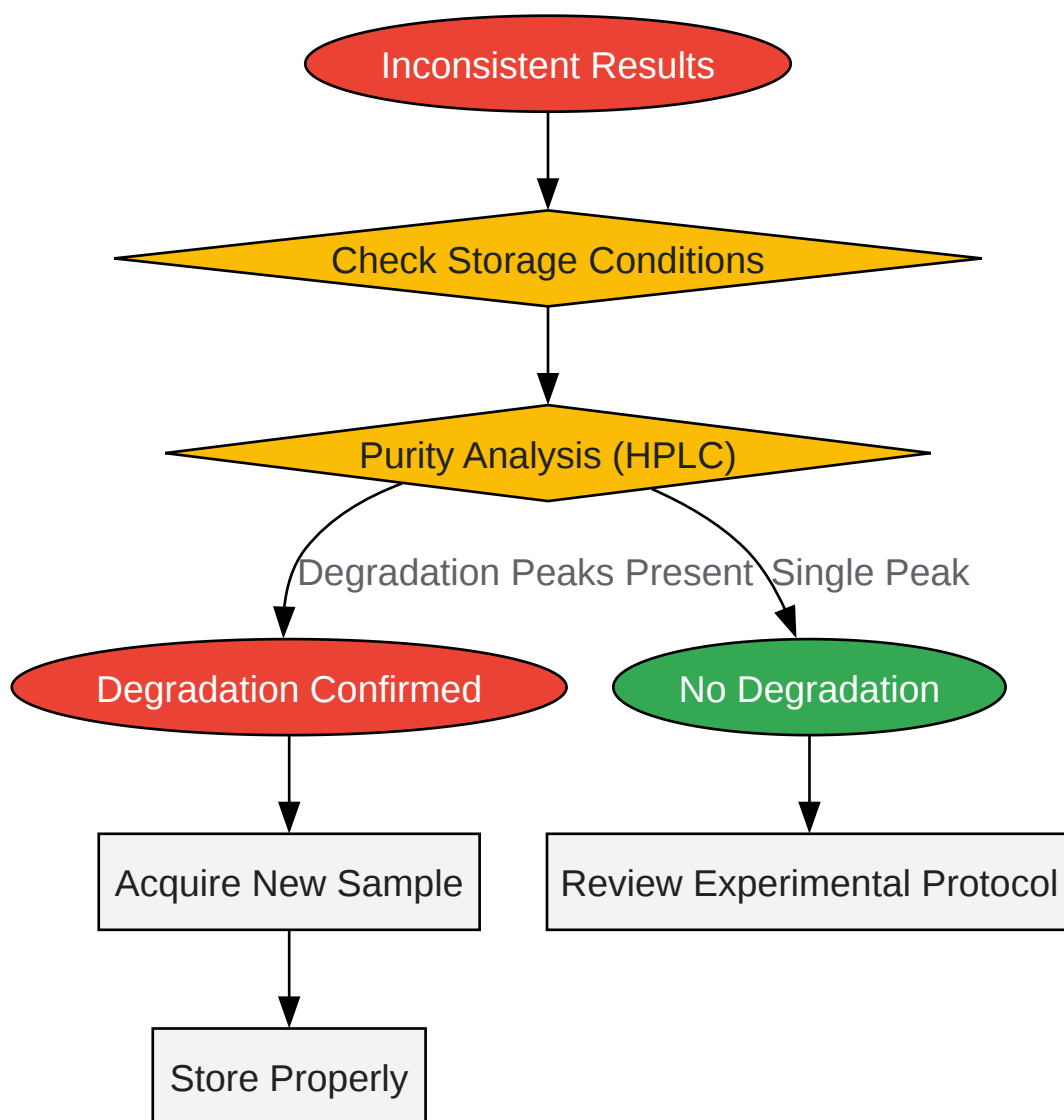 Inconsistent Results
Check Storage Conditions
Purity Analysis (HPLC)
Degradation Peaks Present
Single Peak
Degradation Confirmed
No Degradation
Acquire New Sample
Review Experimental Protocol
Store Properly